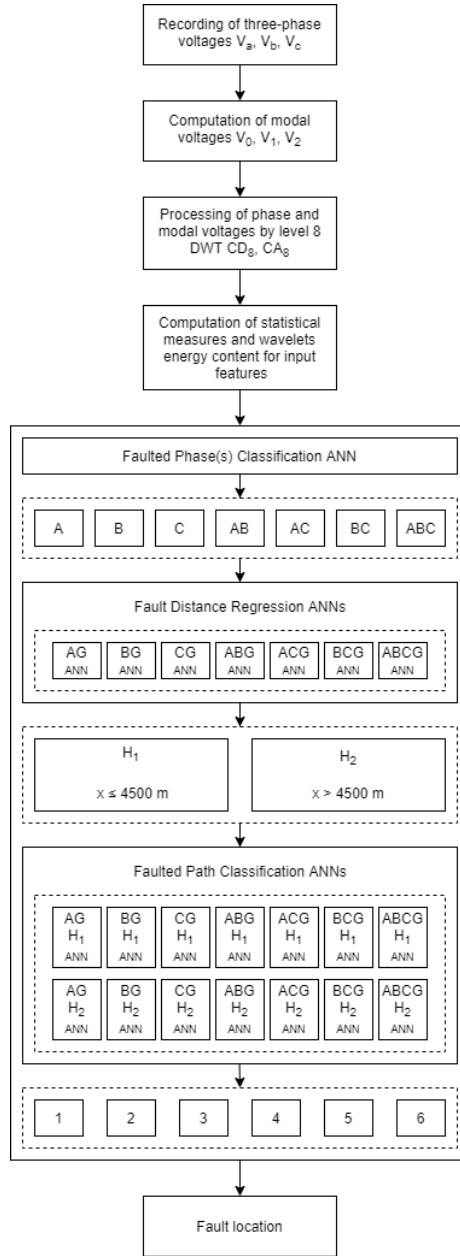 Recording of three-phase
voltages Va, Vb, Vc
Computation of modal
voltages V0, V1, V2
Processing of phase and
modal voltages by level 8
DWT CD8, CA8
Computation of statistical
measures and wavelets
energy content for input
features
Faulted Phase(s) Classification ANN
A B C AB AC BC ABC
Fault Distance Regression ANNs
AG BG CG ABG ACG BCG ABCG
ANN ANN ANN ANN ANN ANN ANN
H1 H2
x ≤ 4500 m x > 4500 m
Faulted Path Classification ANNs
AG BG CG ABG ACG BCG ABCG
H1 H1 H1 H1 H1 H1 H1
ANN ANN ANN ANN ANN ANN ANN
AG BG CG ABG ACG BCG ABCG
H2 H2 H2 H2 H2 H2 H2
ANN ANN ANN ANN ANN ANN ANN
1 2 3 4 5 6
Fault location